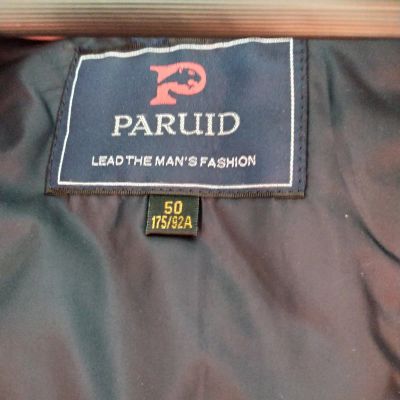 P
PARUID
LEAD THE MAN'S FASHION
50
175/92A